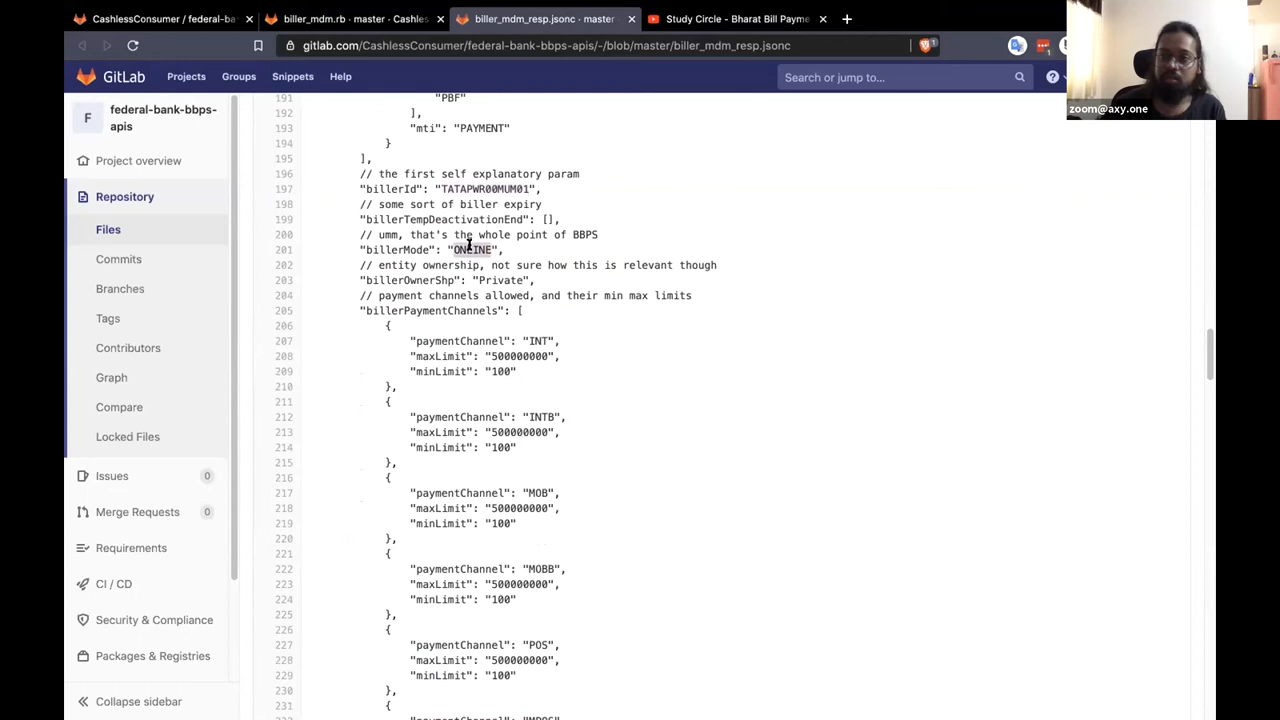 CashlessConsumer / federal-ba
biller_mdm.rb - master · Cashles
biller_mdm_resp.jsonc · master
Study Circle - Bharat Bill Payme
gitlab.com/CashlessConsumer/federal-bank-bbps-apis/-/blob/master/biller_mdm_resp.jsonc
zoom@axy.one
GitLab
Projects
Groups
Snippets
Help
Search or jump to...
F
federal-bank-bbps-apis
Project overview
Repository
Files
Commits
Branches
Tags
Contributors
Graph
Compare
Locked Files
Issues 0
Merge Requests 0
Requirements
CI / CD
Security & Compliance
Packages & Registries
Collapse sidebar
191 "PBF"
192 ],
193 "mti": "PAYMENT"
194 }
195 ],
196 // the first self explanatory param
197 "billerId": "TATAPWR00MUM01",
198 // some sort of biller expiry
199 "billerTempDeactivationEnd": [],
200 // umm, that's the whole point of BBPS
201 "billerMode": "ONLINE",
202 // entity ownership, not sure how this is relevant though
203 "billerOwnerShp": "Private",
204 // payment channels allowed, and their min max limits
205 "billerPaymentChannels": [
206 {
207 "paymentChannel": "INT",
208 "maxLimit": "500000000",
209 "minLimit": "100"
210 },
211 {
212 "paymentChannel": "INTB",
213 "maxLimit": "500000000",
214 "minLimit": "100"
215 },
216 {
217 "paymentChannel": "MOB",
218 "maxLimit": "500000000",
219 "minLimit": "100"
220 },
221 {
222 "paymentChannel": "MOBB",
223 "maxLimit": "500000000",
224 "minLimit": "100"
225 },
226 {
227 "paymentChannel": "POS",
228 "maxLimit": "500000000",
229 "minLimit": "100"
230 },
231 {